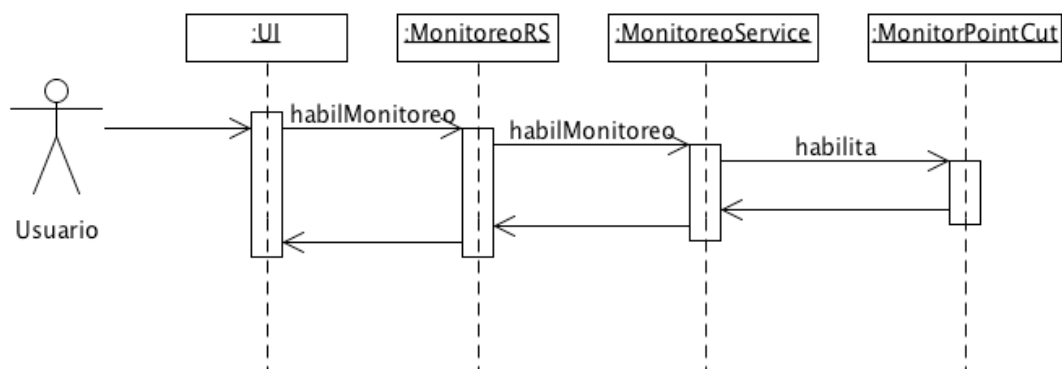 :UI
:MonitoreoRS
:MonitoreoService
:MonitorPointCut
habilMonitoreo
habilMonitoreo
habilita
Usuario